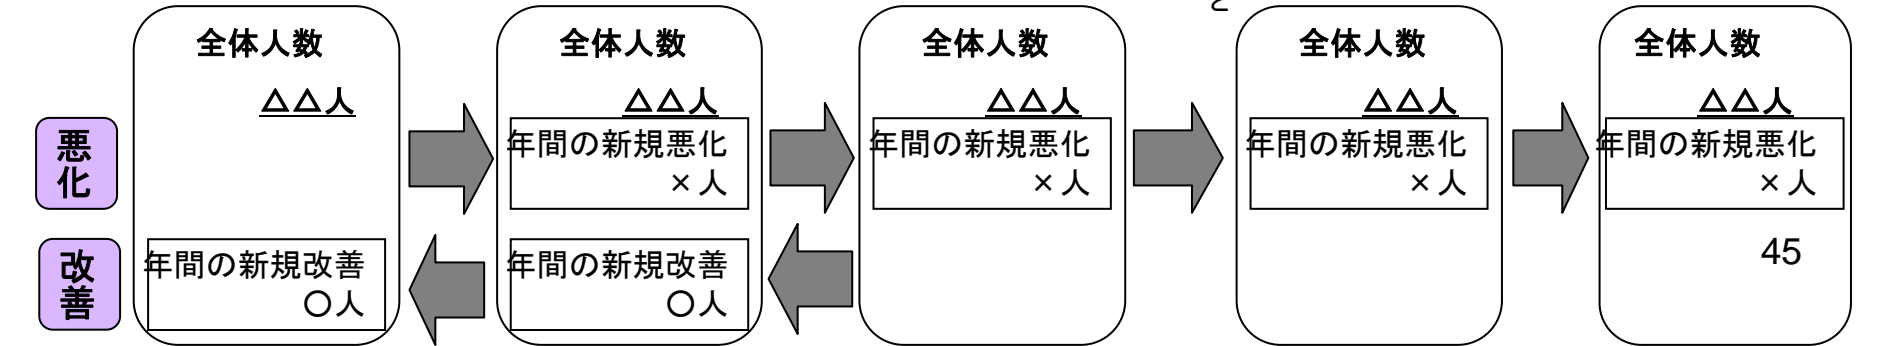 と
全体人数
△△人
年間の新規改善
〇人
全体人数
△△人
年間の新規悪化
×人
年間の新規改善
〇人
全体人数
△△人
年間の新規悪化
×人
全体人数
△△人
年間の新規悪化
×人
全体人数
△△人
年間の新規悪化
×人
45
悪化
改善